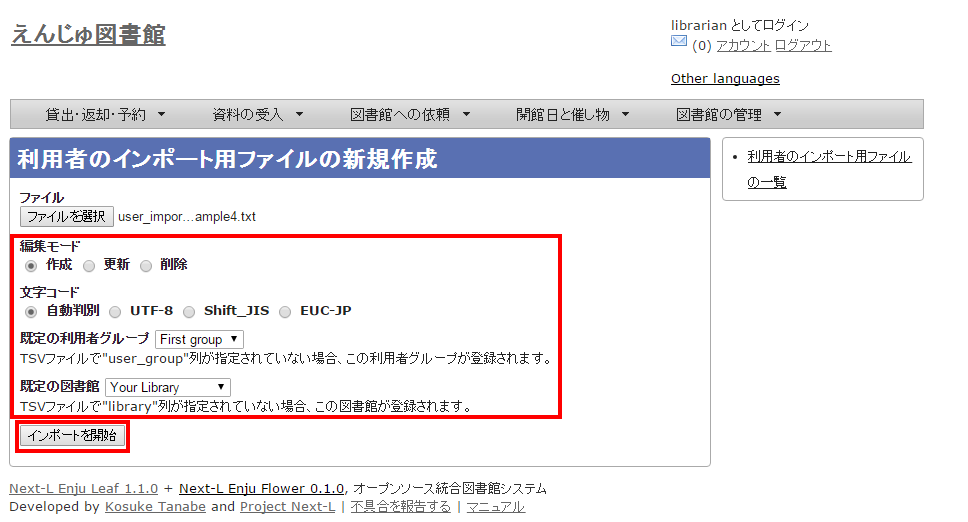 えんじゅ図書館
librarian としてログイン
(0) アカウント ログアウト
Other languages
貸出・返却・予約 ▼ 資料の受入 ▼ 図書館への依頼 ▼ 開館日と催し物 ▼ 図書館の管理 ▼
利用者のインポート用ファイルの新規作成
ファイル
ファイルを選択 user_impor...ample4.txt
編集モード
作成 更新 削除
文字コード
自動判別 UTF-8 Shift_JIS EUC-JP
既定の利用者グループ First group ▼
TSVファイルで"user_group"列が指定されていない場合、この利用者グループが登録されます。
既定の図書館 Your Library ▼
TSVファイルで"library"列が指定されていない場合、この図書館が登録されます。
インポートを開始
• 利用者のインポート用ファイル
の一覧
Next-L Enju Leaf 1.1.0 + Next-L Enju Flower 0.1.0, オープンソース統合図書館システム
Developed by Kosuke Tanabe and Project Next-L | 不具合を報告する | マニュアル